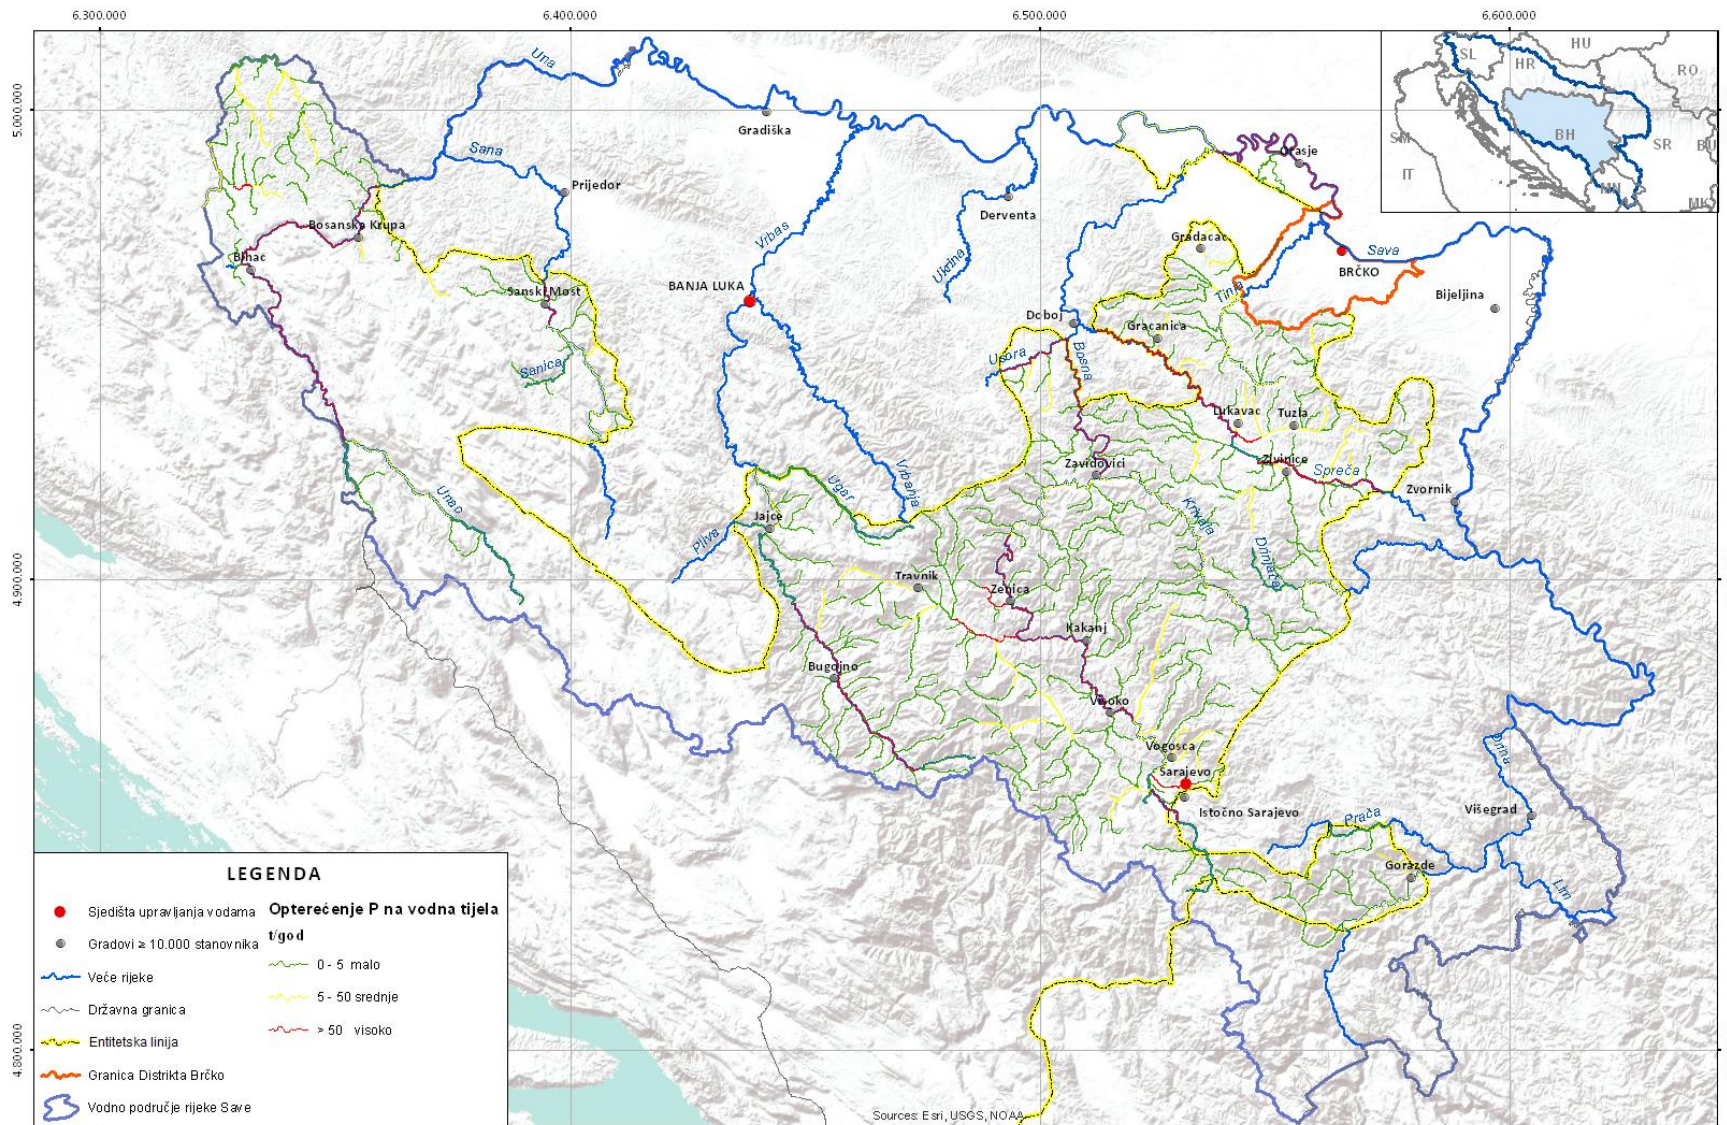 6.300.000
6.400.000
6.500.000
6.600.000
5.000.000
4.900.000
4.800.000
SL
HU
HR
RO
BH
SM
IT
SR
BU
MN
MK
Una
Gradiška
Sana
Prijedor
Orasje
Derventa
Bosanska Krupa
Vrbas
Gradacac
Ukrina
Sava
Bihac
BRČKO
BANJA LUKA
Sanski Most
Tinja
Bijeljina
Doboj
Gracanica
Usora
Bosna
Sanica
Lukavac
Tuzla
Zavidovici
Zivinice
Spreča
Vrbanja
Ugar
Unac
Zvornik
Jajce
Krivaja
Pliva
Drinjača
Travnik
Zenica
Kakanj
Bugojno
Visoko
Vogosca
Drina
Sarajevo
Istočno Sarajevo
Višegrad
Prača
Gorazde
Lim
LEGENDA
Sjedišta upravljanja vodama
Gradovi ≥ 10.000 stanovnika
Veće rijeke
Državna granica
Entitetska linija
Granica Distrikta Brčko
Vodno područje rijeke Save
Opterećenje P na vodna tijela
t/god
0 - 5 malo
5 - 50 srednje
> 50 visoko
Sources: Esri, USGS, NOAA